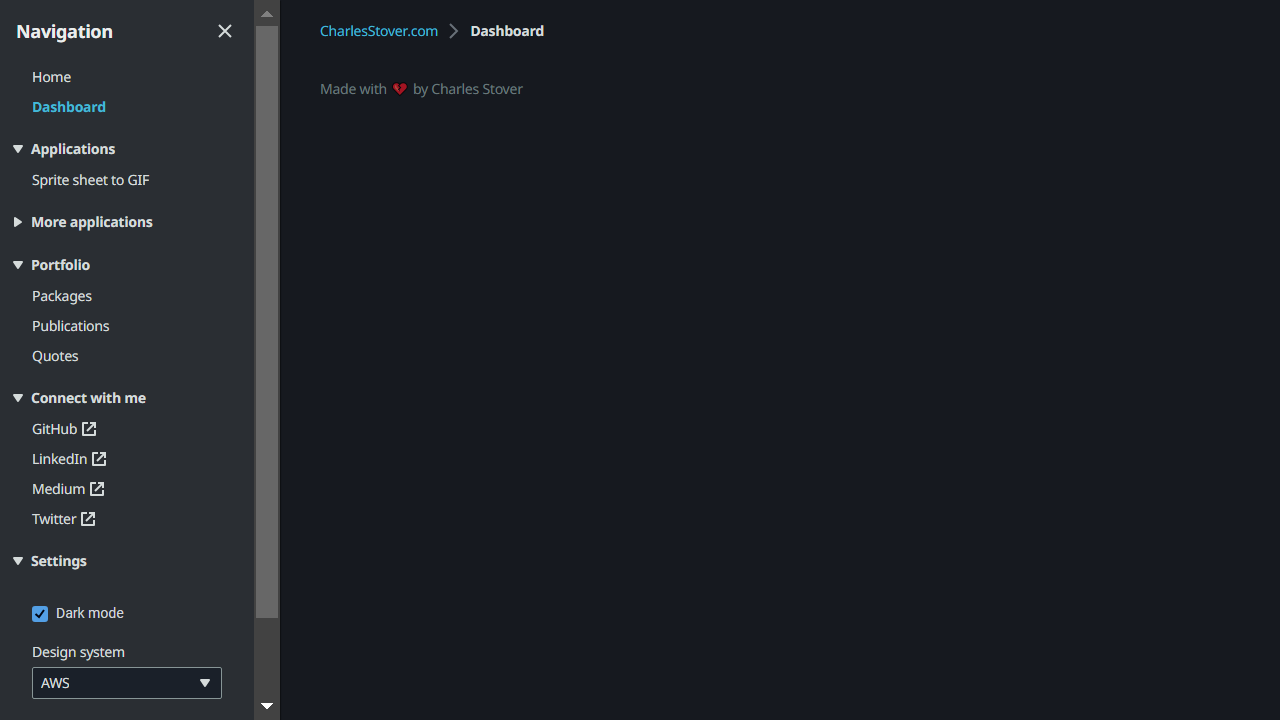 Navigation
Home
Dashboard
Applications
Sprite sheet to GIF
More applications
Portfolio
Packages
Publications
Quotes
Connect with me
GitHub
LinkedIn
Medium
Twitter
Settings
Dark mode
Design system
AWS
CharlesStover.com > Dashboard
Made with 💔 by Charles Stover